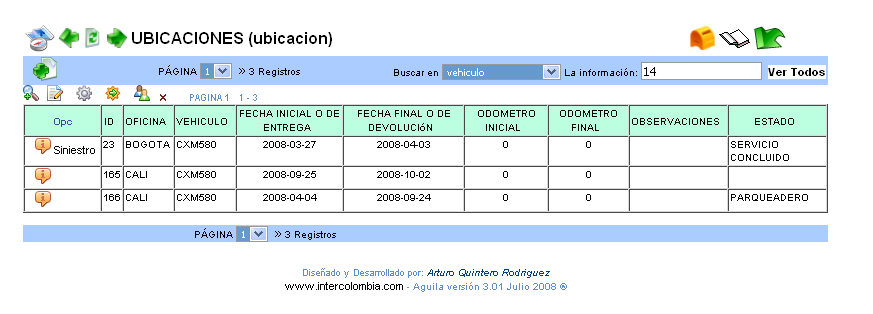 UBICACIONES (ubicacion)
PÁGINA 1 » 3 Registros Buscar en vehiculo La información: 14 Ver Todos
PAGINA 1 1 - 3
Opc ID OFICINA VEHICULO FECHA INICIAL O DE ENTREGA FECHA FINAL O DE DEVOLUCIóN ODOMETRO INICIAL ODOMETRO FINAL OBSERVACIONES ESTADO
Siniestro 23 BOGOTA CXM580 2008-03-27 2008-04-03 0 0 SERVICIO CONCLUIDO
165 CALI CXM580 2008-09-25 2008-10-02 0 0
166 CALI CXM580 2008-04-04 2008-09-24 0 0 PARQUEADERO
PÁGINA 1 » 3 Registros
Diseñado y Desarrollado por: Arturo Quintero Rodriguez
www.intercolombia.com - Aguila versión 3.01 Julio 2008 ®